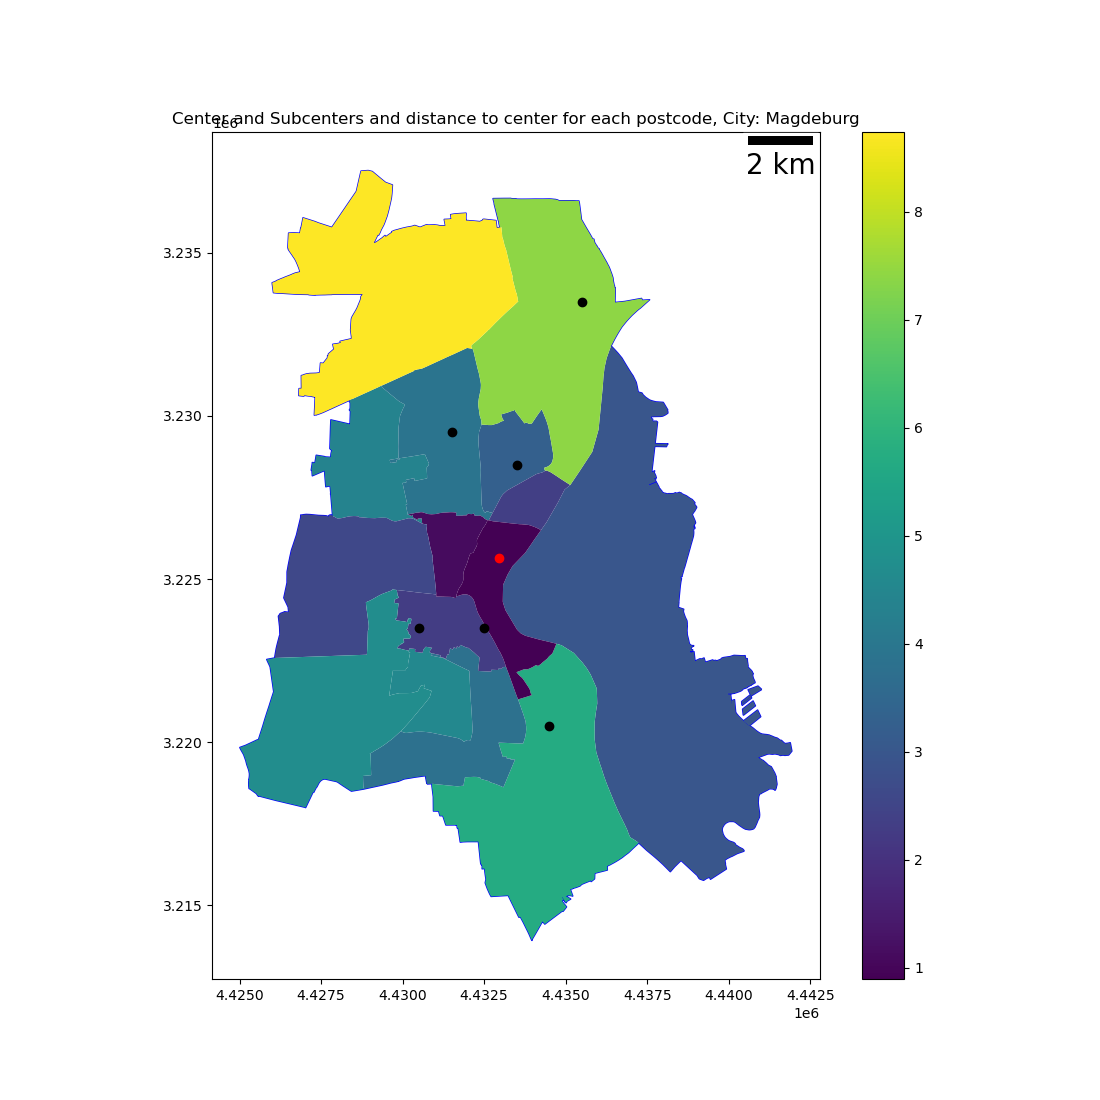 Center and Subcenters and distance to center for each postcode, City: Magdeburg
1e6
2 km
3.235
3.230
3.225
3.220
3.215
8
7
6
5
4
3
2
1
4.4250 4.4275 4.4300 4.4325 4.4350 4.4375 4.4400 4.4425
1e6